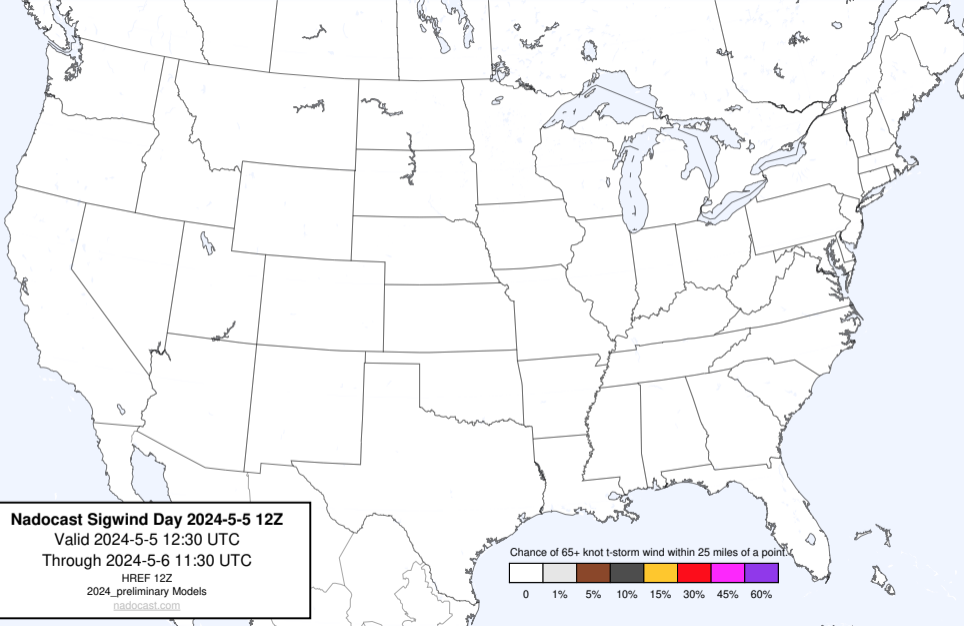 Nadocast Sigwind Day 2024-5-5 12Z
Valid 2024-5-5 12:30 UTC
Through 2024-5-6 11:30 UTC
HREF 12Z
2024_preliminary Models
nadocast.com
Chance of 65+ knot t-storm wind within 25 miles of a point.
0 1% 5% 10% 15% 30% 45% 60%